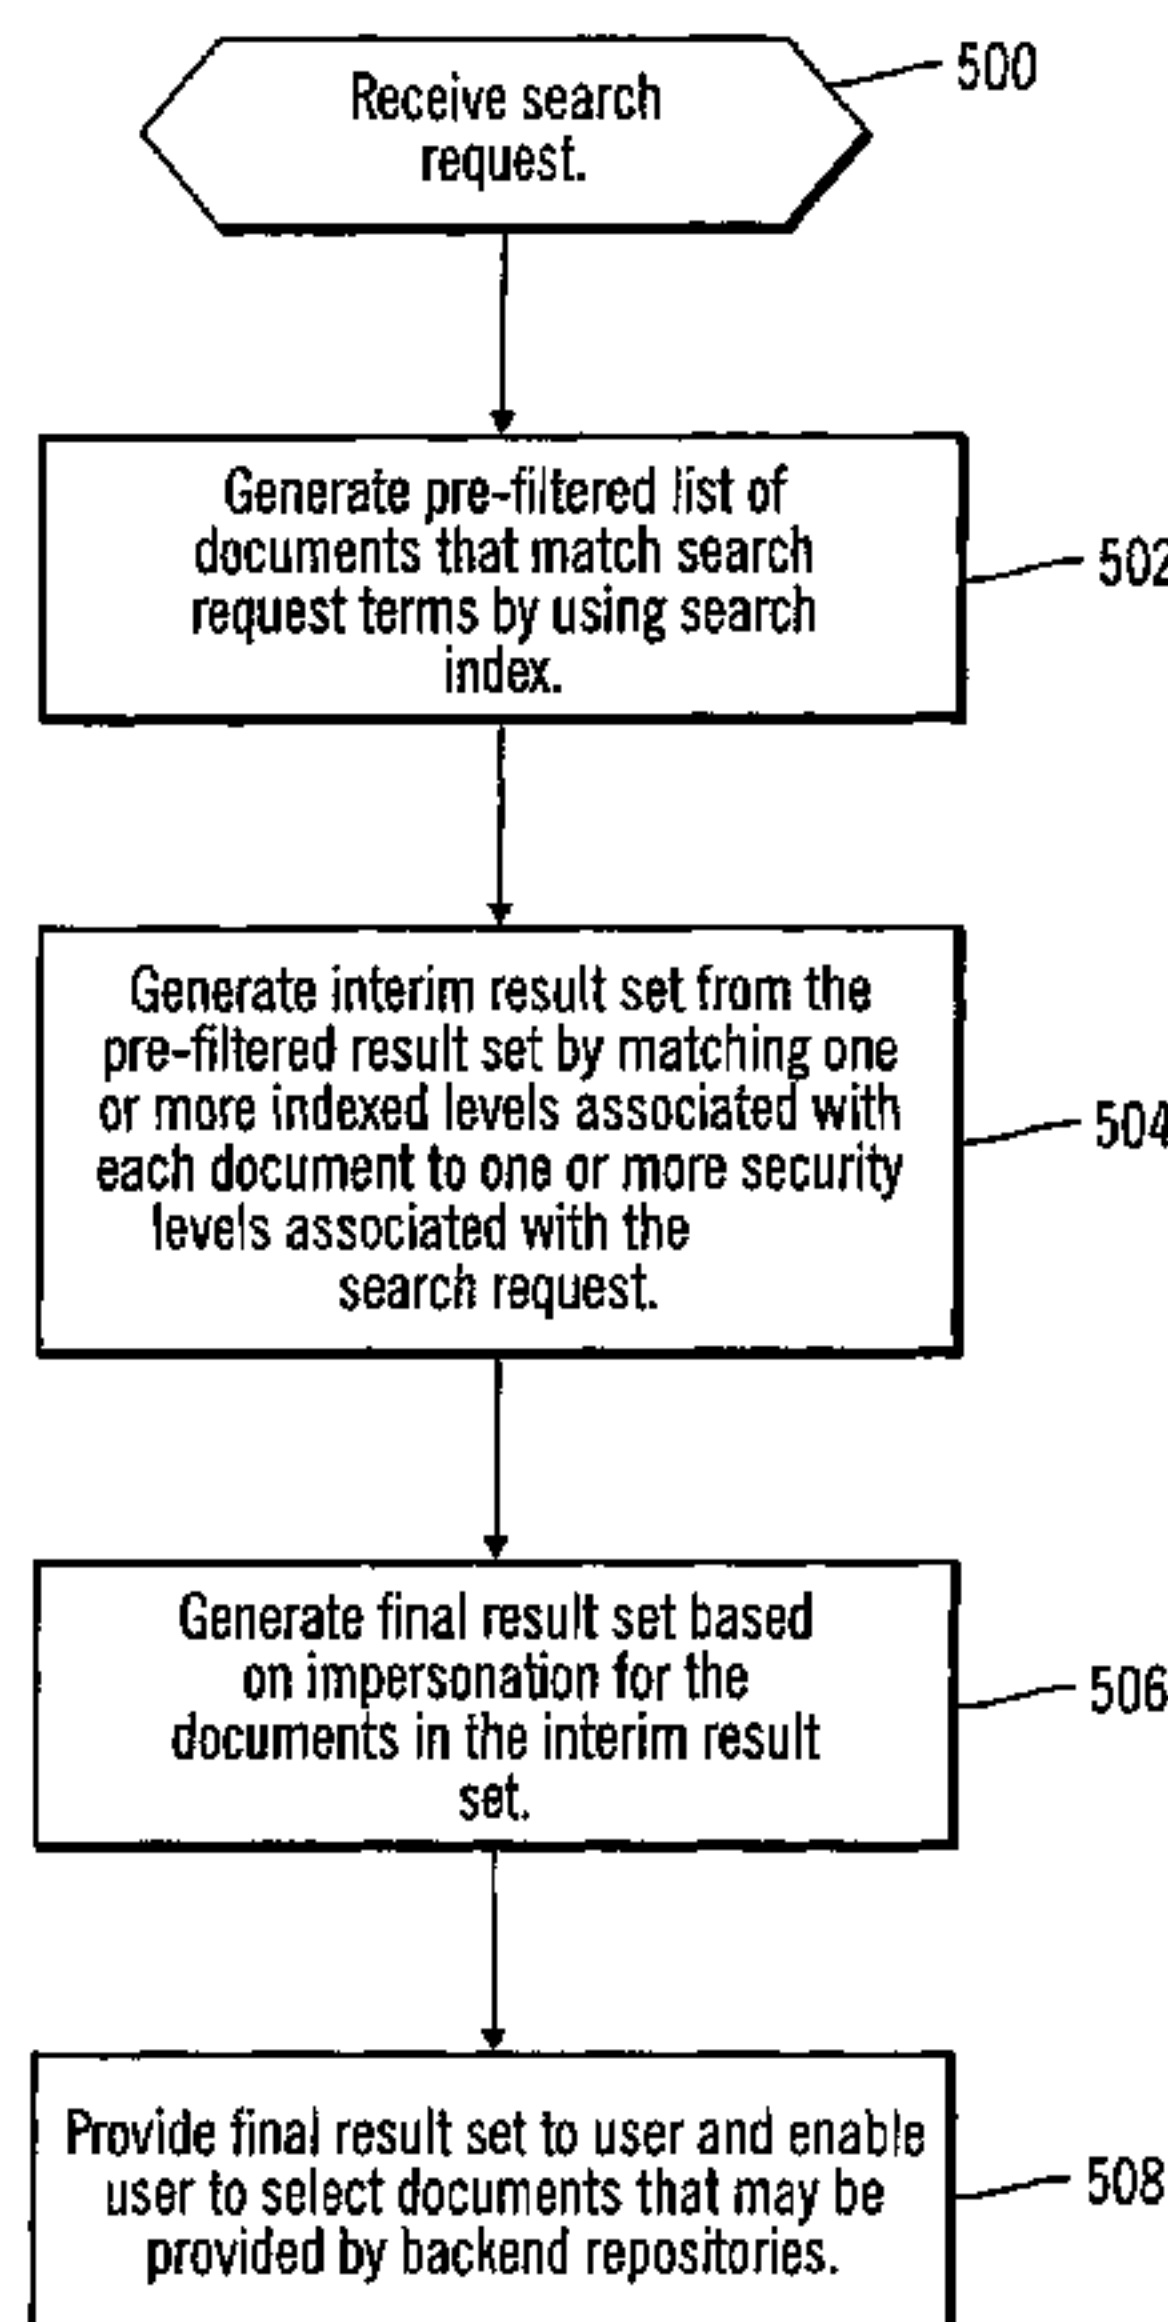 Receive search
request.
500
Generate pre-filtered list of
documents that match search
request terms by using search
index.
502
Generate interim result set from the
pre-filtered result set by matching one
or more indexed levels associated with
each document to one or more security
levels associated with the
search request.
504
Generate final result set based
on impersonation for the
documents in the interim result
set.
506
Provide final result set to user and enable
user to select documents that may be
provided by backend repositories.
508